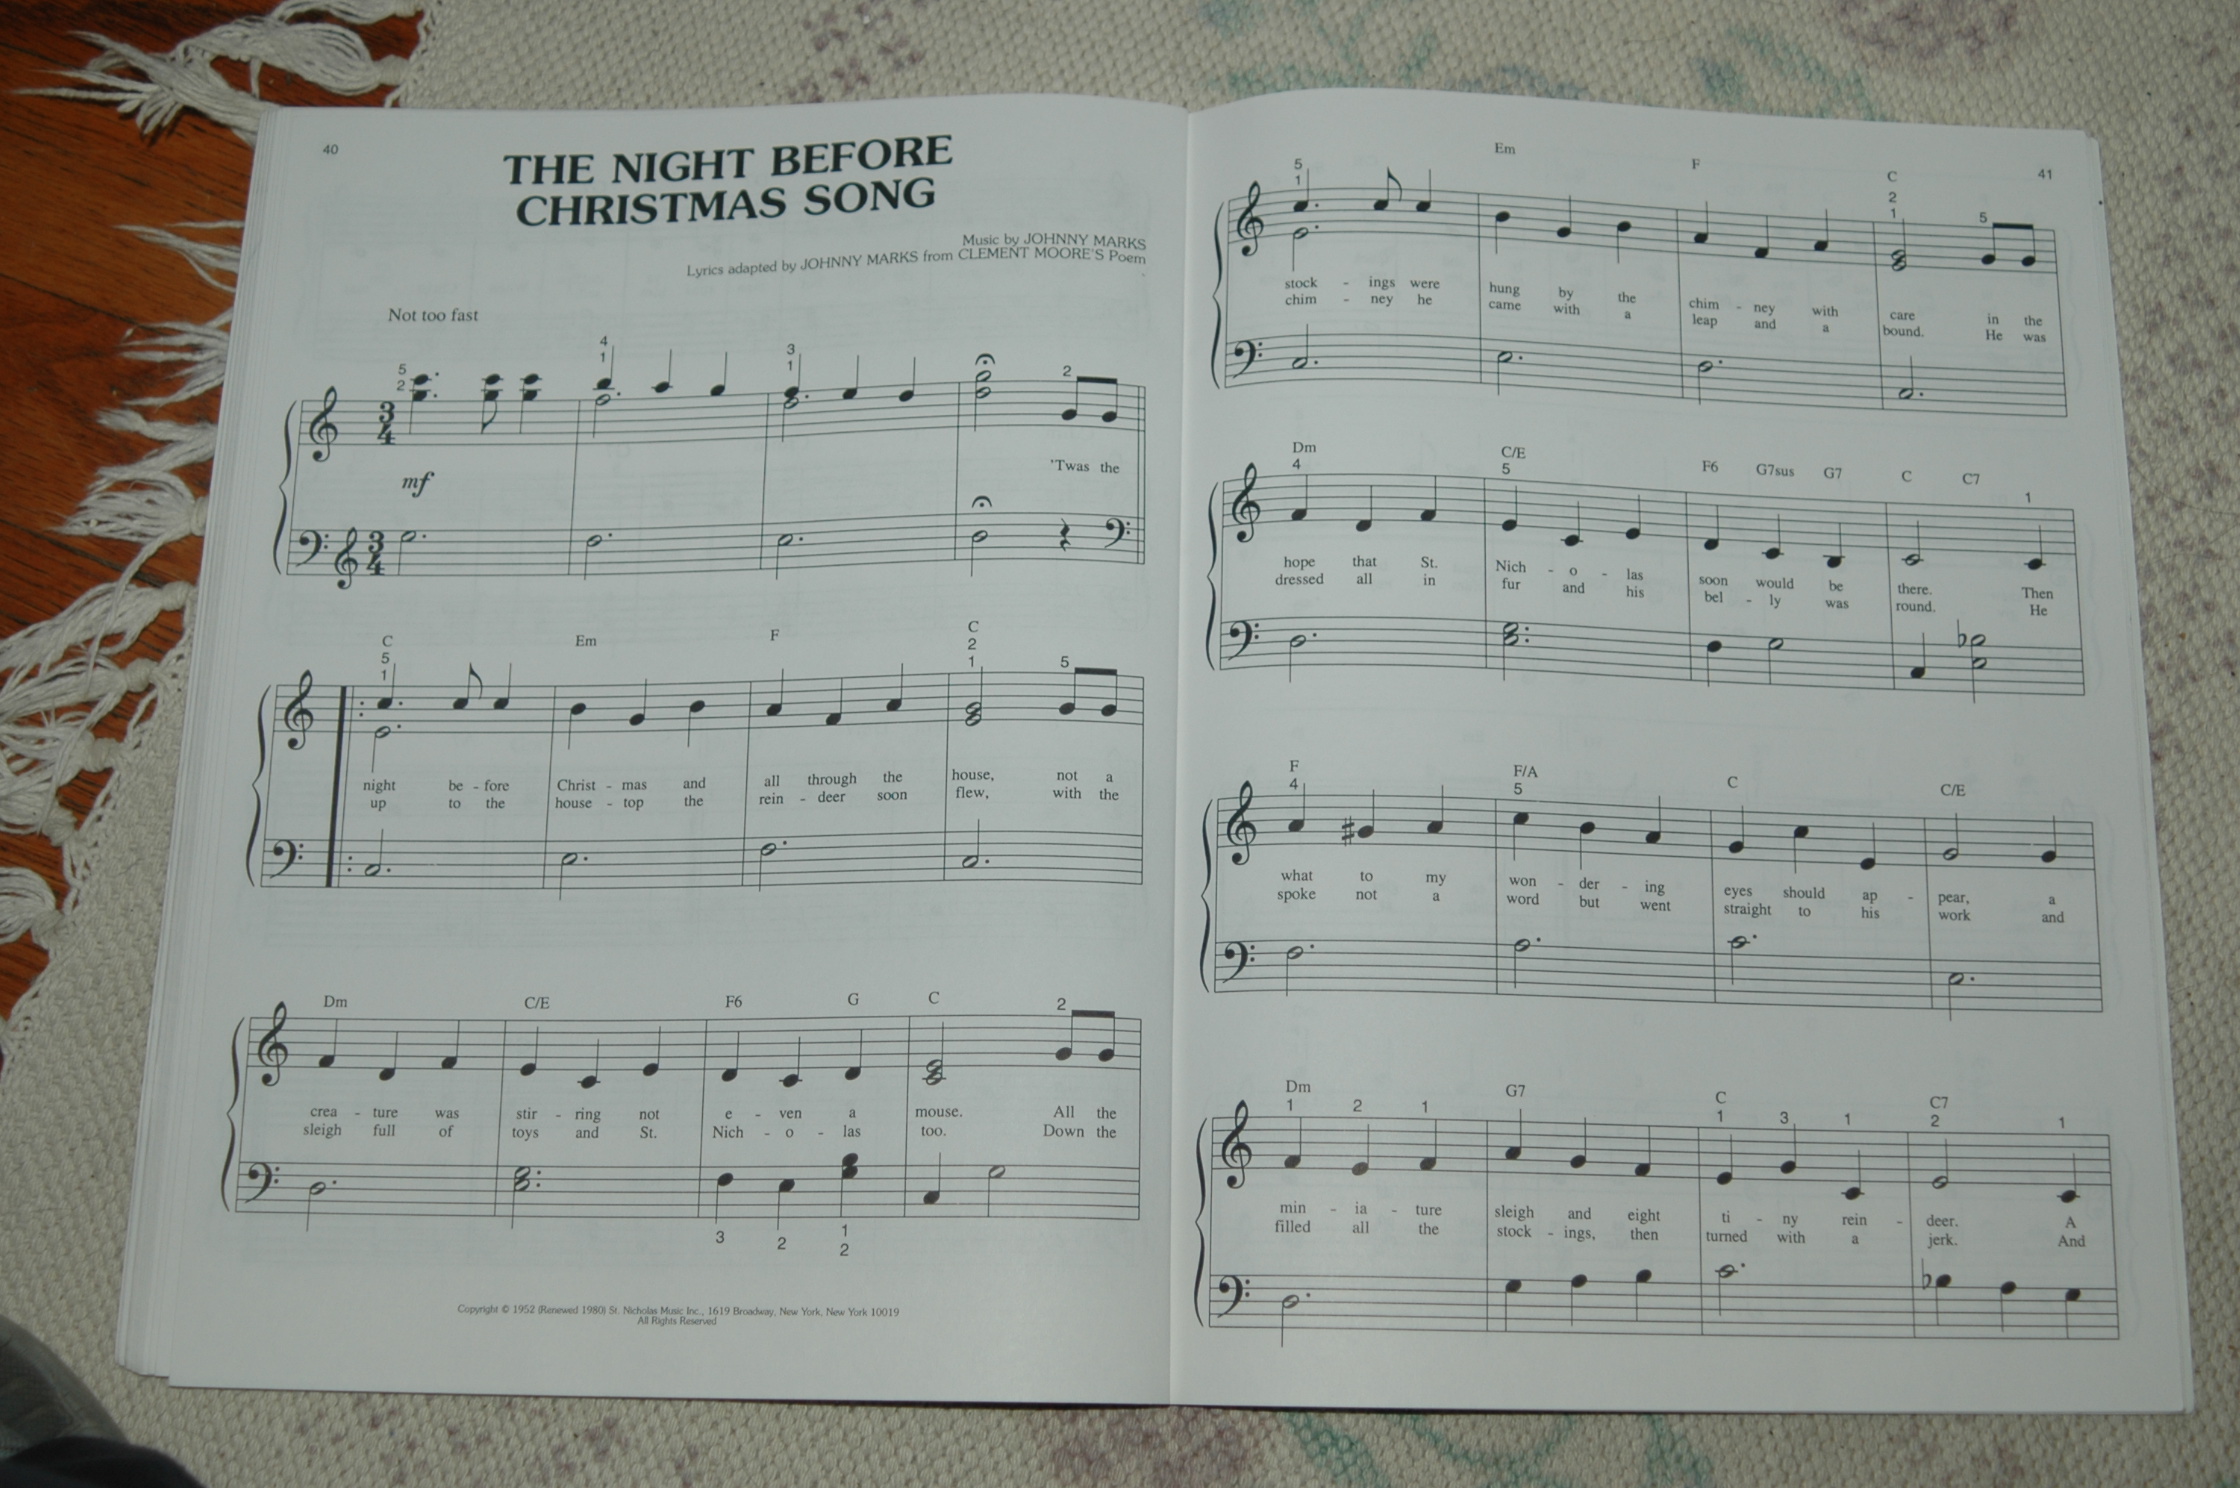 40
THE NIGHT BEFORE
CHRISTMAS SONG
Music by JOHNNY MARKS
Lyrics adapted by JOHNNY MARKS from CLEMENT MOORE'S Poem
Not too fast
4 3
5 1 1
2 2
3
4
mf
'Twas the
3
4
C Em F C
5 2
1 1 5
night be - fore Christ - mas and all through the house, not a
up to the house - top the rein - deer soon flew, with the
Dm C/E F6 G C 2
crea - ture was stir - ring not e - ven a mouse. All the
sleigh full of toys and St. Nich - o - las too. Down the
3 2 1
2
Copyright © 1952 (Renewed 1980) St. Nicholas Music Inc., 1619 Broadway, New York, New York 10019
All Rights Reserved
41
Em F C
5 2
1 1 5
stock - ings were hung by the chim - ney with care in the
chim - ney he came with a leap and a bound. He was
Dm C/E F6 G7sus G7 C C7
4 5 1
hope that St. Nich - o - las soon would be there. Then
dressed all in fur and his bel - ly was round. He
F F/A C C/E
4 5
what to my won - der - ing eyes should ap - pear, a
spoke not a word but went straight to his work and
Dm G7 C C7
1 2 1 1 3 1 2 1
min - ia - ture sleigh and eight ti - ny rein - deer. A
filled all the stock - ings, then turned with a jerk. And